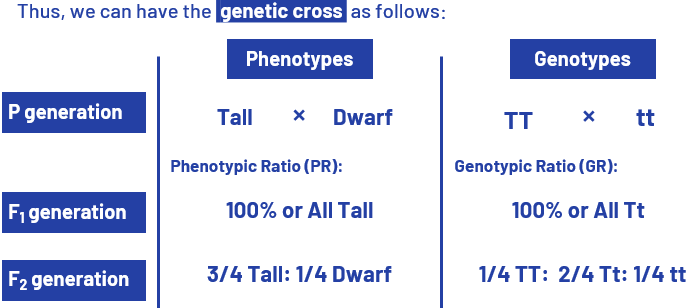 Thus, we can have the genetic cross as follows:
Phenotypes Genotypes
P generation Tall × Dwarf TT × tt
Phenotypic Ratio (PR): Genotypic Ratio (GR):
F₁ generation 100% or All Tall 100% or All Tt
F₂ generation 3/4 Tall: 1/4 Dwarf 1/4 TT: 2/4 Tt: 1/4 tt